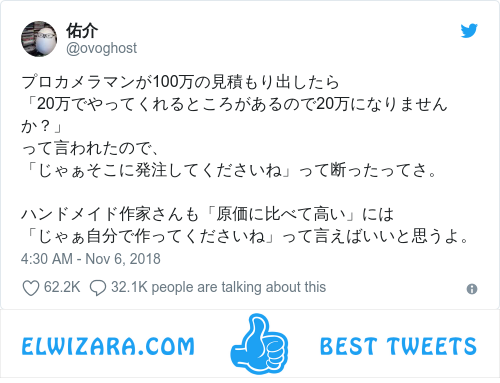 佑介
@ovoghost
プロカメラマンが100万の見積もり出したら
「20万でやってくれるところがあるので20万になりません
か？」
って言われたので、
「じゃぁそこに発注してくださいね」って断ったってさ。
ハンドメイド作家さんも「原価に比べて高い」には
「じゃぁ自分で作ってくださいね」って言えばいいと思うよ。
4:30 AM - Nov 6, 2018
62.2K 32.1K people are talking about this
ELWIZARA.COM BEST TWEETS